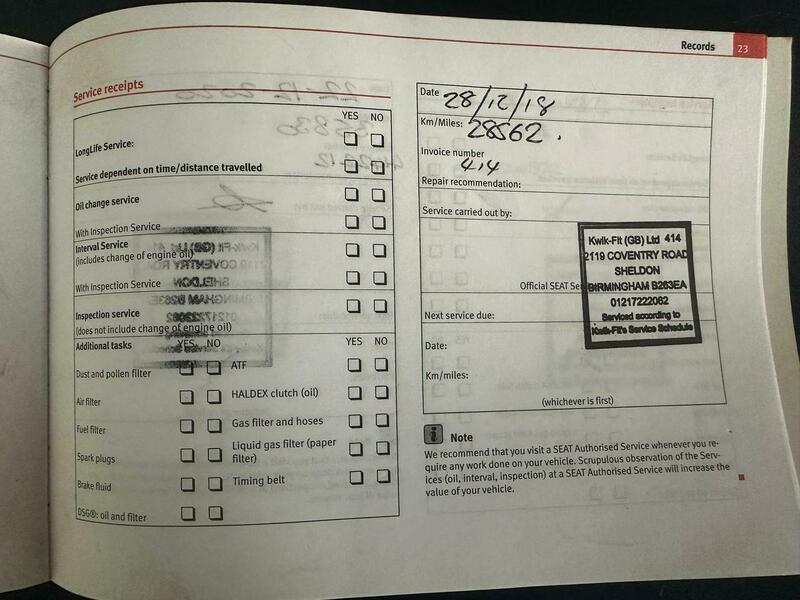 Records 23
Service receipts
YES NO
LongLife Service:
Service dependent on time/distance travelled
Oil change service
With Inspection Service
Interval Service
(includes change of engine oil)
With Inspection Service
Inspection service
(does not include change of engine oil)
Additional tasks YES NO YES NO
Dust and pollen filter ATF
Air filter HALDEX clutch (oil)
Fuel filter Gas filter and hoses
Spark plugs Liquid gas filter (paper
filter)
Brake fluid Timing belt
DSG®: oil and filter
Date 28/12/18
Km/Miles: 28562.
Invoice number
414
Repair recommendation:
Service carried out by:
Kwik-Fit (GB) Ltd 414
2119 COVENTRY ROAD
SHELDON
Official SEAT
BIRMINGHAM B263EA
01217222062
Serviced according to
Kwik-Fit's Service Schedule
Next service due:
Date:
Km/miles:
(whichever is first)
i Note
We recommend that you visit a SEAT Authorised Service whenever you re-
quire any work done on your vehicle. Scrupulous observation of the Serv-
ices (oil, interval, inspection) at a SEAT Authorised Service will increase the
value of your vehicle.